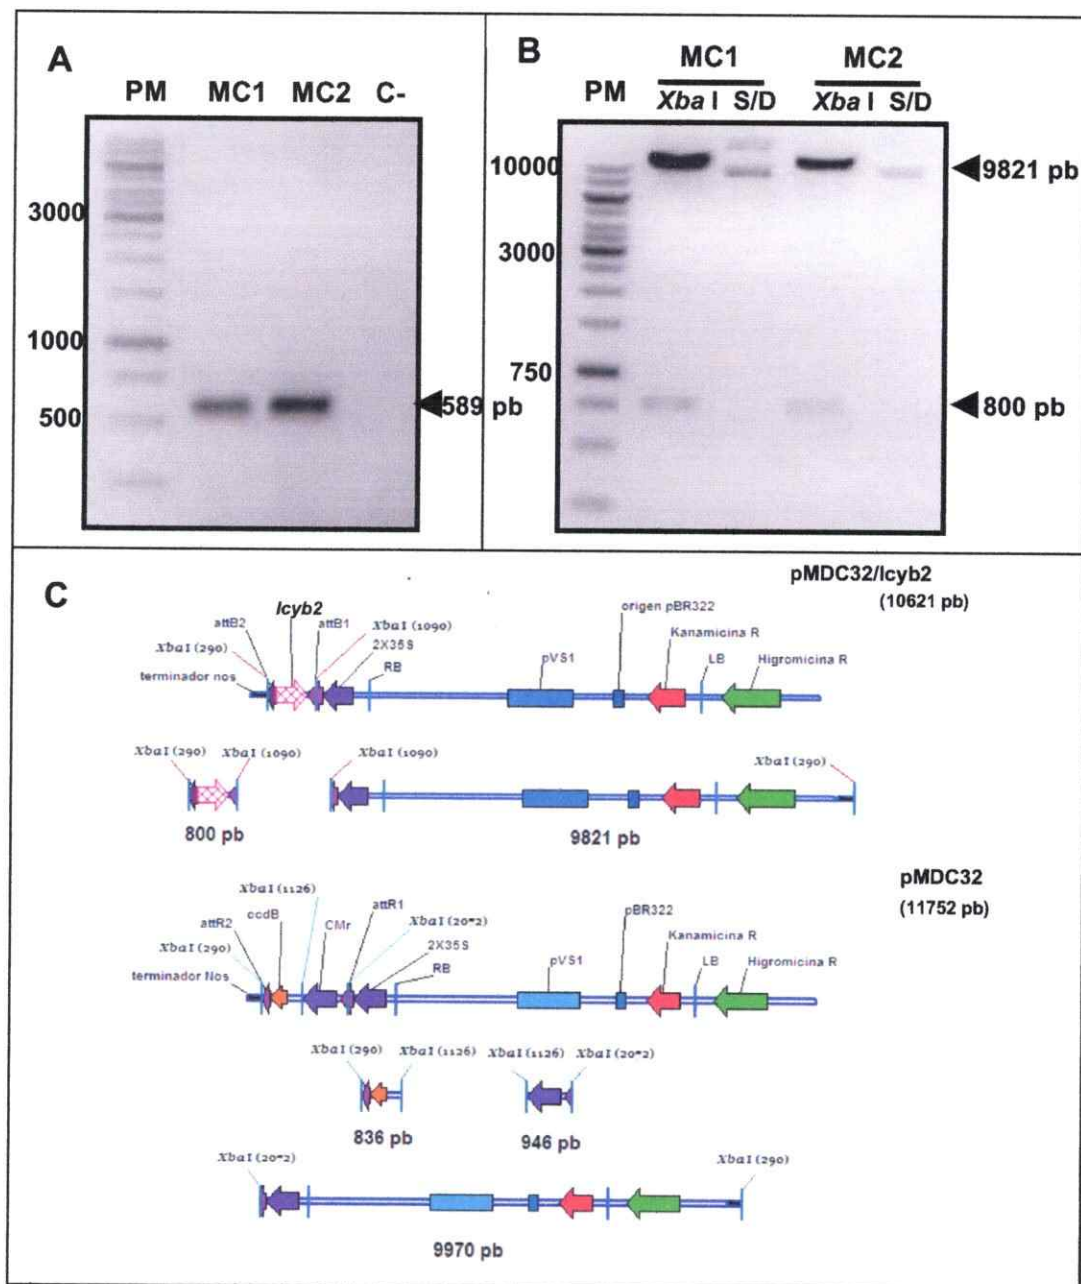 A
PM MC1 MC2 C-
3000
1000
500
589 pb
B
MC1 MC2
PM Xba I S/D Xba I S/D
10000
3000
750
9821 pb
800 pb
C
pMDC32/lcyb2
(10621 pb)
lcyb2
origen pBR322
attB2
attB1
XbaI (1090)
XbaI (290)
2X35S
Kanamicina R
terminador nos
RB
pVS1
LB
Higromicina R
XbaI (290)
XbaI (1090)
XbaI (1090)
XbaI (290)
800 pb
9821 pb
pMDC32
(11752 pb)
XbaI (1126)
attR1
attR2
ccdB
CMr
pBR322
XbaI (290)
2X35S
Kanamicina R
terminador Nos
RB
pVS1
LB
Higromicina R
XbaI (290)
XbaI (1126)
XbaI (1126)
836 pb
946 pb
XbaI (290)
9970 pb